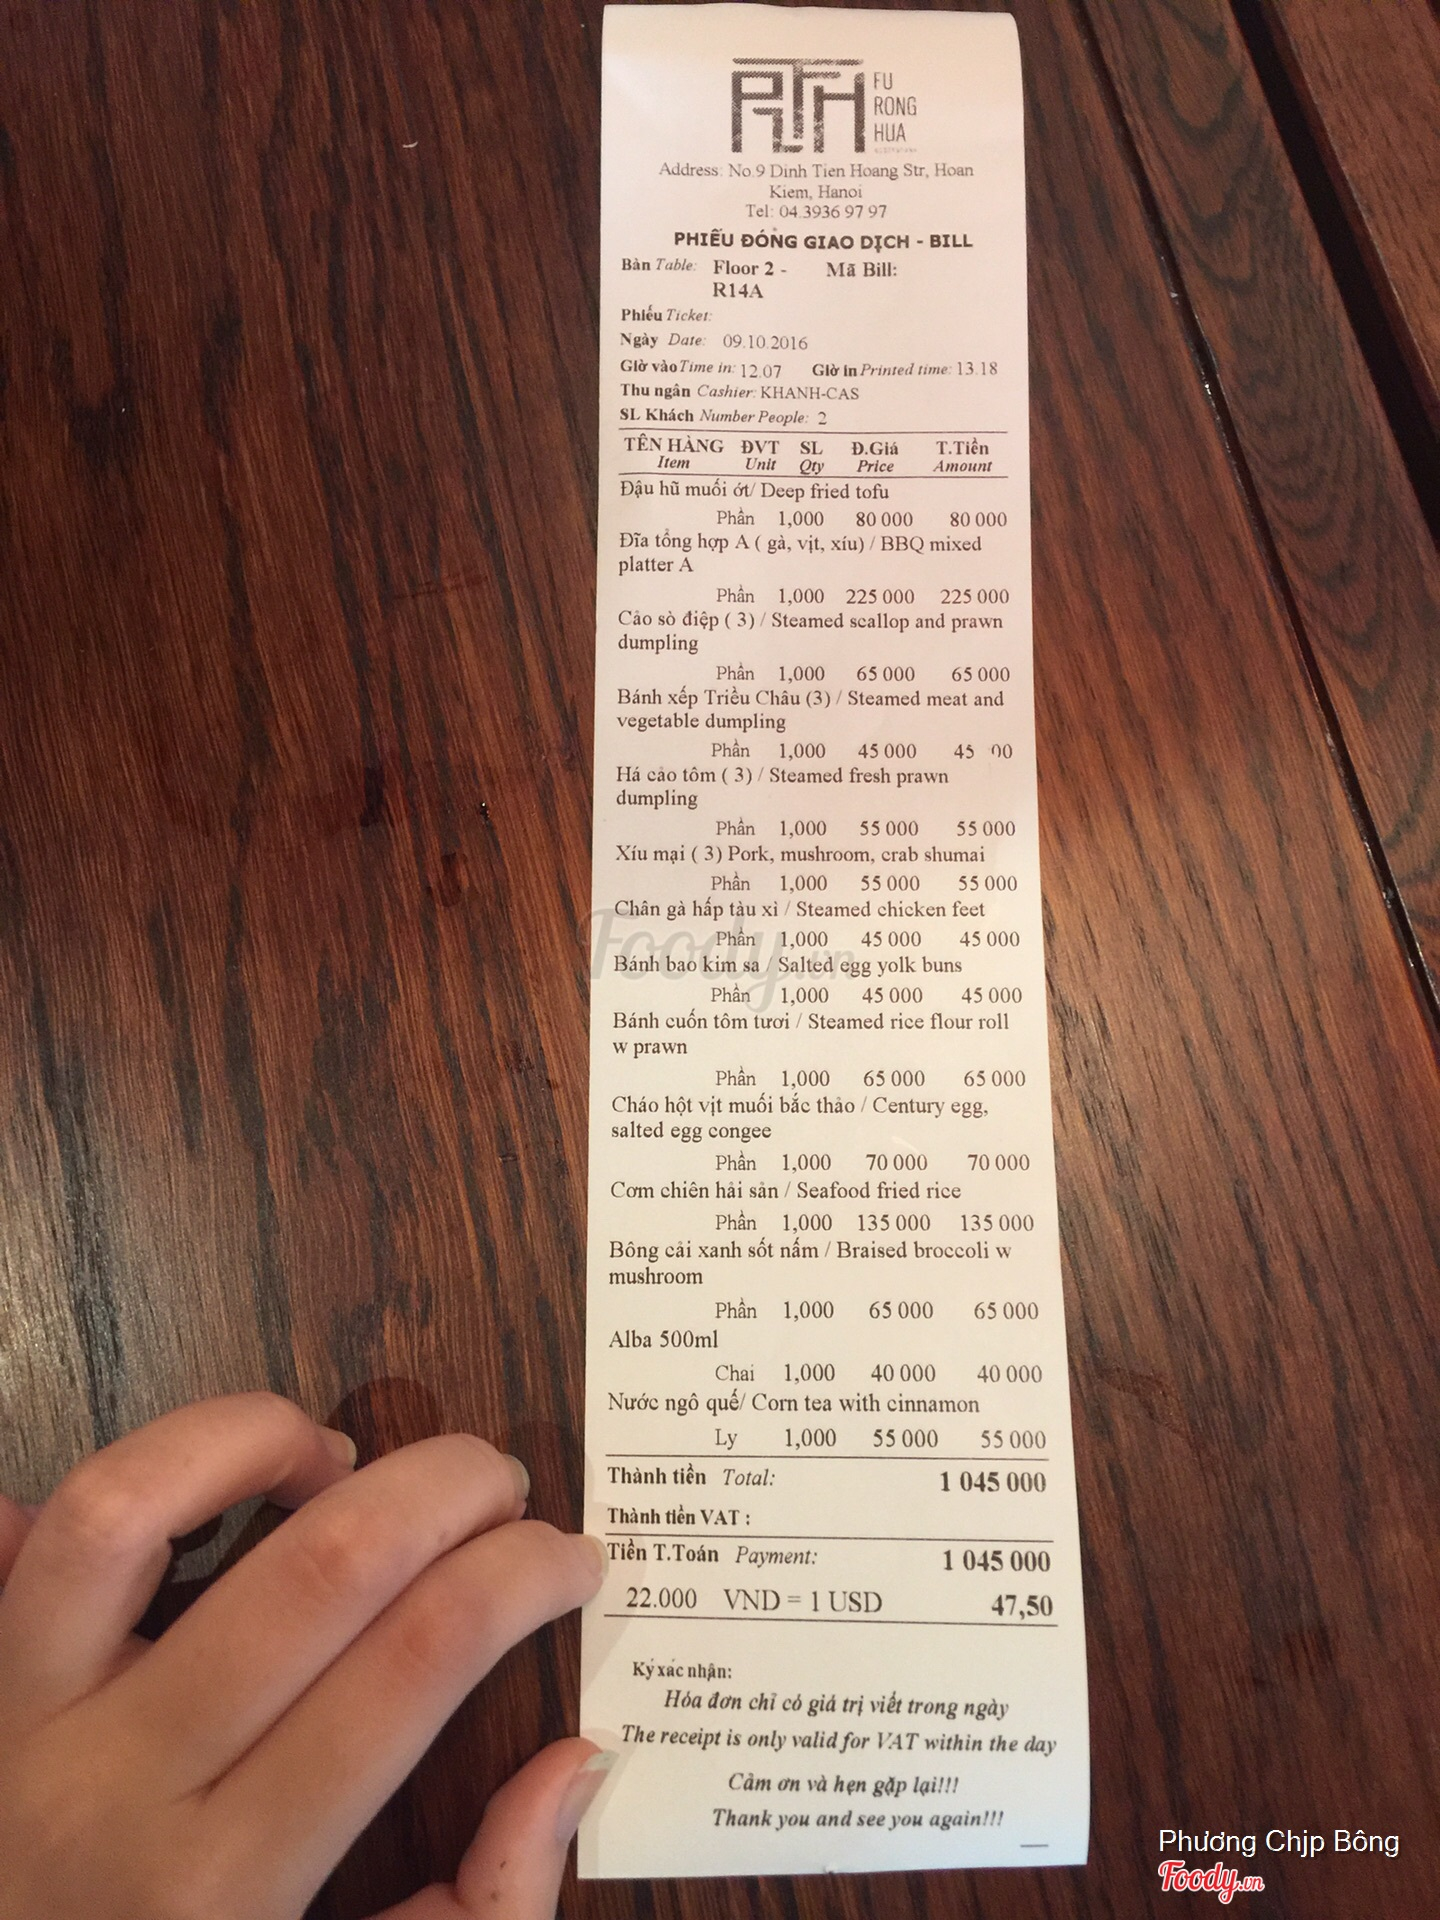 FU
RONG
HUA
Address: No.9 Dinh Tien Hoang Str, Hoan
Kiem, Hanoi
Tel: 04.3936 97 97
PHIẾU ĐÓNG GIAO DỊCH - BILL
Bàn Table: Floor 2 - Mã Bill:
R14A
Phiếu Ticket:
Ngày Date: 09.10.2016
Giờ vào Time in: 12.07 Giờ in Printed time: 13.18
Thu ngân Cashier: KHANH-CAS
SL Khách Number People: 2
TÊN HÀNG ĐVT SL Đ.Giá T.Tiền
Item Unit Qty Price Amount
Đậu hũ muối ớt/ Deep fried tofu
Phần 1,000 80 000 80 000
Đĩa tổng hợp A ( gà, vịt, xíu) / BBQ mixed
platter A
Phần 1,000 225 000 225 000
Cảo sò điệp ( 3) / Steamed scallop and prawn
dumpling
Phần 1,000 65 000 65 000
Bánh xếp Triều Châu (3) / Steamed meat and
vegetable dumpling
Phần 1,000 45 000 45 00
Há cảo tôm ( 3) / Steamed fresh prawn
dumpling
Phần 1,000 55 000 55 000
Xíu mại ( 3) Pork, mushroom, crab shumai
Phần 1,000 55 000 55 000
Chân gà hấp tàu xì / Steamed chicken feet
Phần 1,000 45 000 45 000
Bánh bao kim sa / Salted egg yolk buns
Phần 1,000 45 000 45 000
Bánh cuốn tôm tươi / Steamed rice flour roll
w prawn
Phần 1,000 65 000 65 000
Cháo hột vịt muối bắc thảo / Century egg,
salted egg congee
Phần 1,000 70 000 70 000
Cơm chiên hải sản / Seafood fried rice
Phần 1,000 135 000 135 000
Bông cải xanh sốt nấm / Braised broccoli w
mushroom
Phần 1,000 65 000 65 000
Alba 500ml
Chai 1,000 40 000 40 000
Nước ngô quế/ Corn tea with cinnamon
Ly 1,000 55 000 55 000
Thành tiền Total: 1 045 000
Thành tiền VAT :
Tiền T.Toán Payment: 1 045 000
22.000 VND = 1 USD 47,50
Ký xác nhận:
Hóa đơn chỉ có giá trị viết trong ngày
The receipt is only valid for VAT within the day
Cảm ơn và hẹn gặp lại!!!
Thank you and see you again!!!
Foody.vn
Phương Chịp Bông
Foody.vn